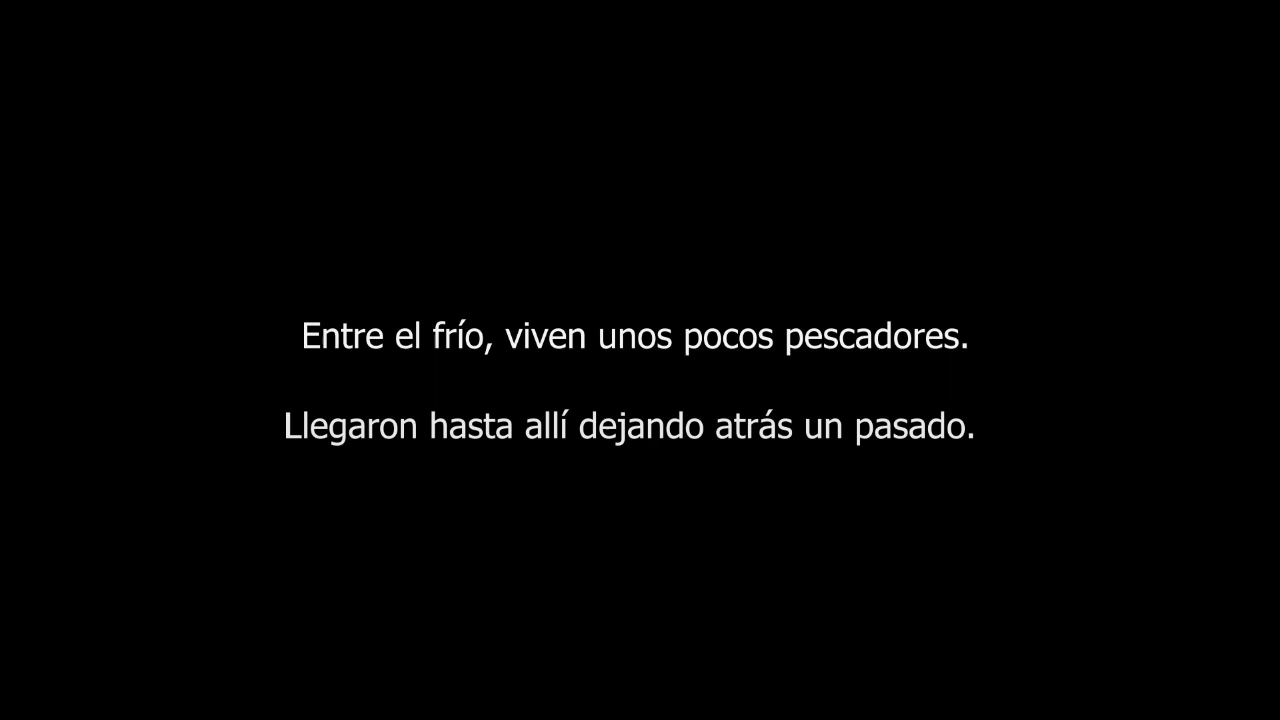 Entre el frío, viven unos pocos pescadores.
Llegaron hasta allí dejando atrás un pasado.